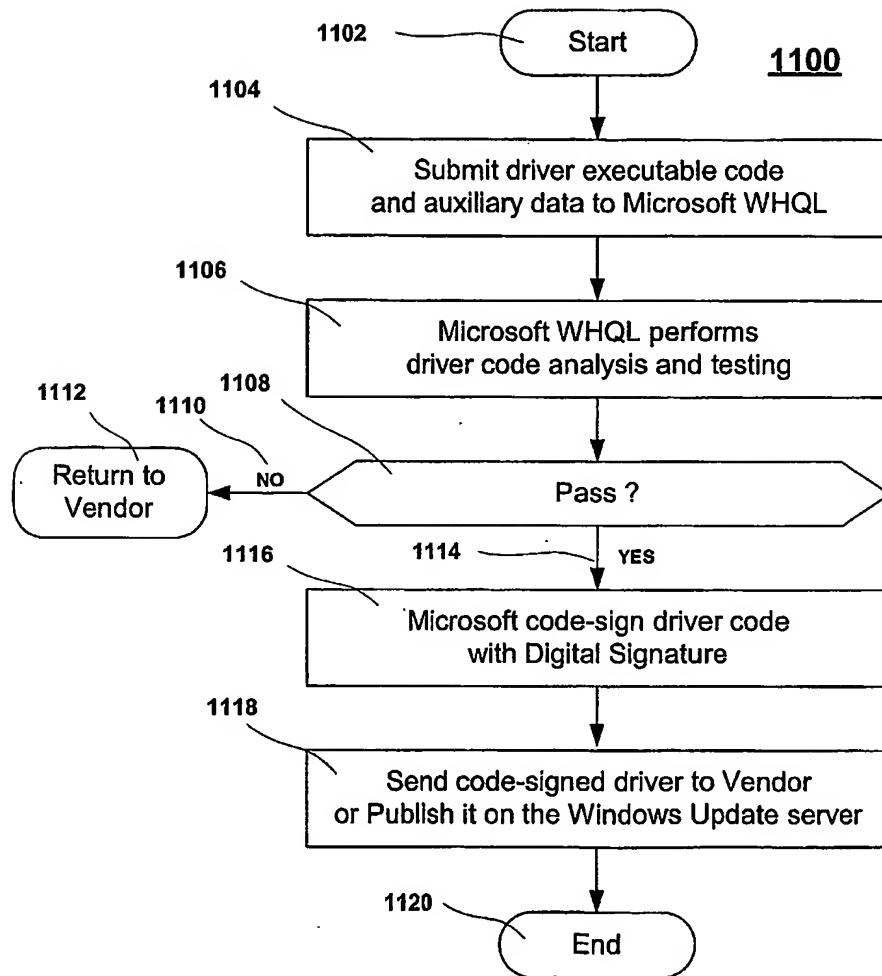 1102
Start
1100
1104
Submit driver executable code
and auxillary data to Microsoft WHQL
1106
Microsoft WHQL performs
driver code analysis and testing
1112
1110
1108
Return to
Vendor
NO
Pass ?
1114
YES
1116
Microsoft code-sign driver code
with Digital Signature
1118
Send code-signed driver to Vendor
or Publish it on the Windows Update server
1120
End